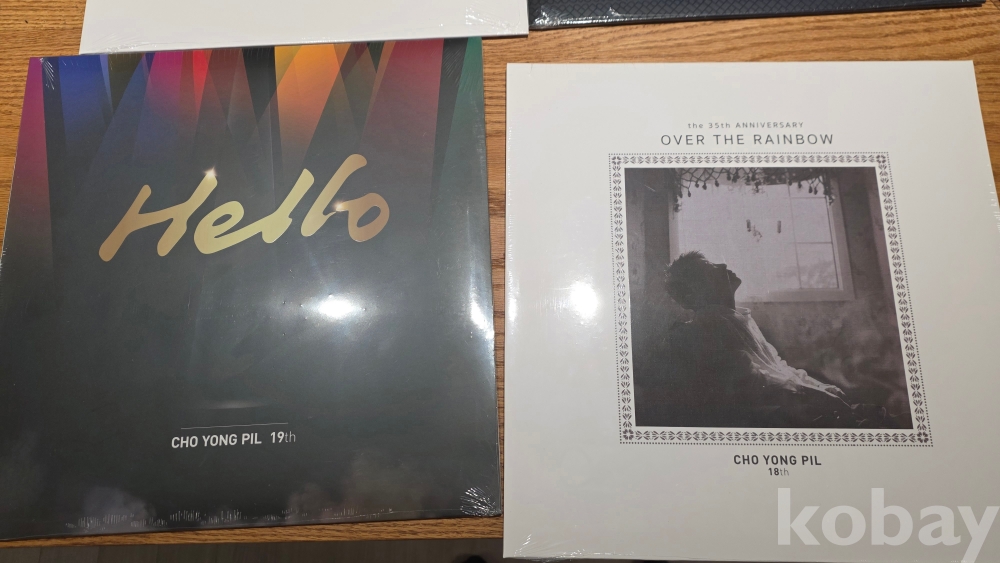 Hello
CHO YONG PIL 19th
the 35th ANNIVERSARY
OVER THE RAINBOW
CHO YONG PIL
18th
kobay